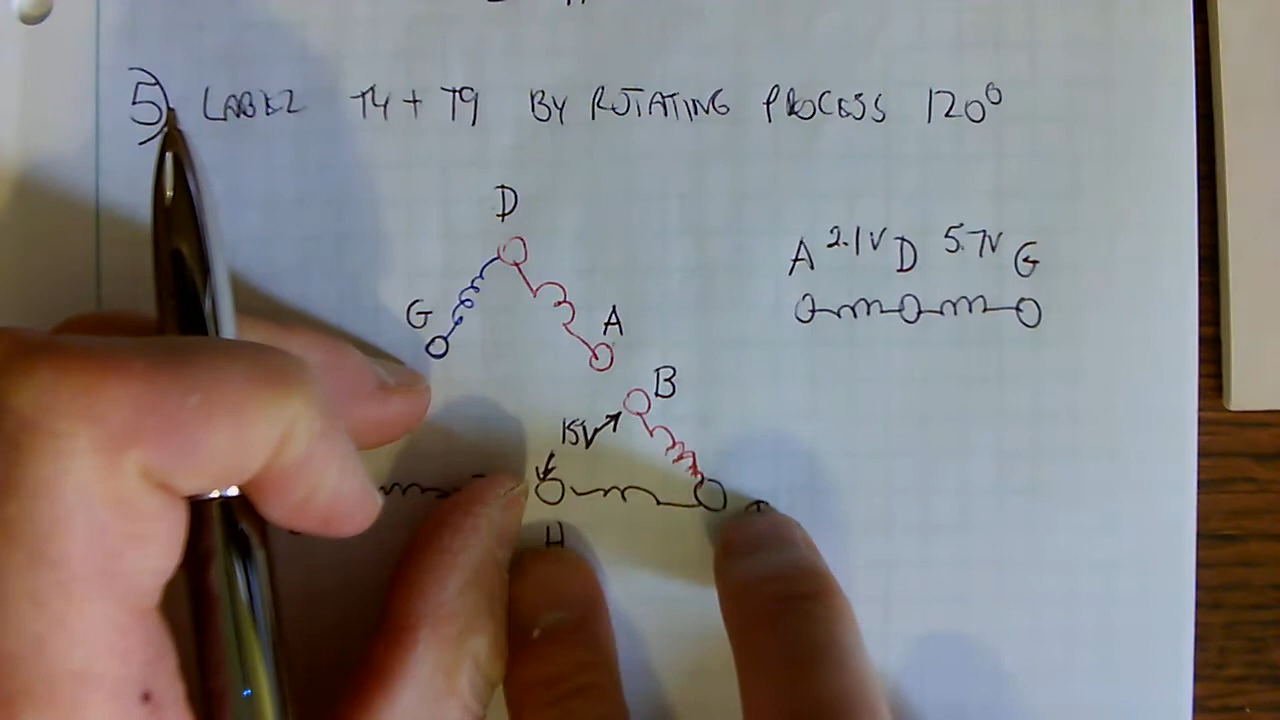 5) LABEL T4 + T9 BY ROTATING PROCESS 120°
D
A 2.1V D 5.7V G
G
A
B
15V
H